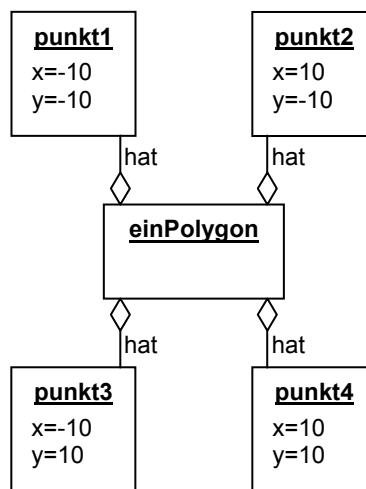 punkt1
x=-10
y=-10
punkt2
x=10
y=-10
hat
hat
einPolygon
hat
hat
punkt3
x=-10
y=10
punkt4
x=10
y=10